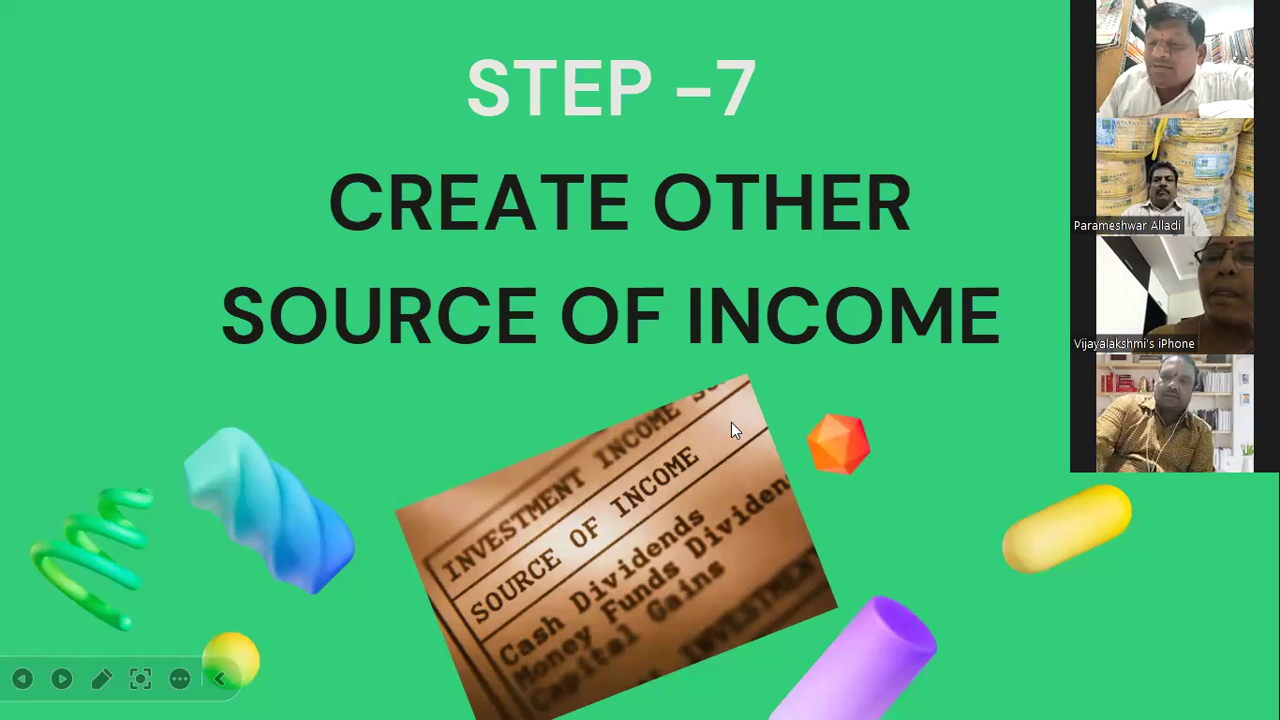 STEP -7
CREATE OTHER
SOURCE OF INCOME
INVESTMENT INCOME
SOURCE OF INCOME
Cash Dividends
Money Funds
Capital Gains
Parameshwar Alladi
Vijayalakshmi's iPhone